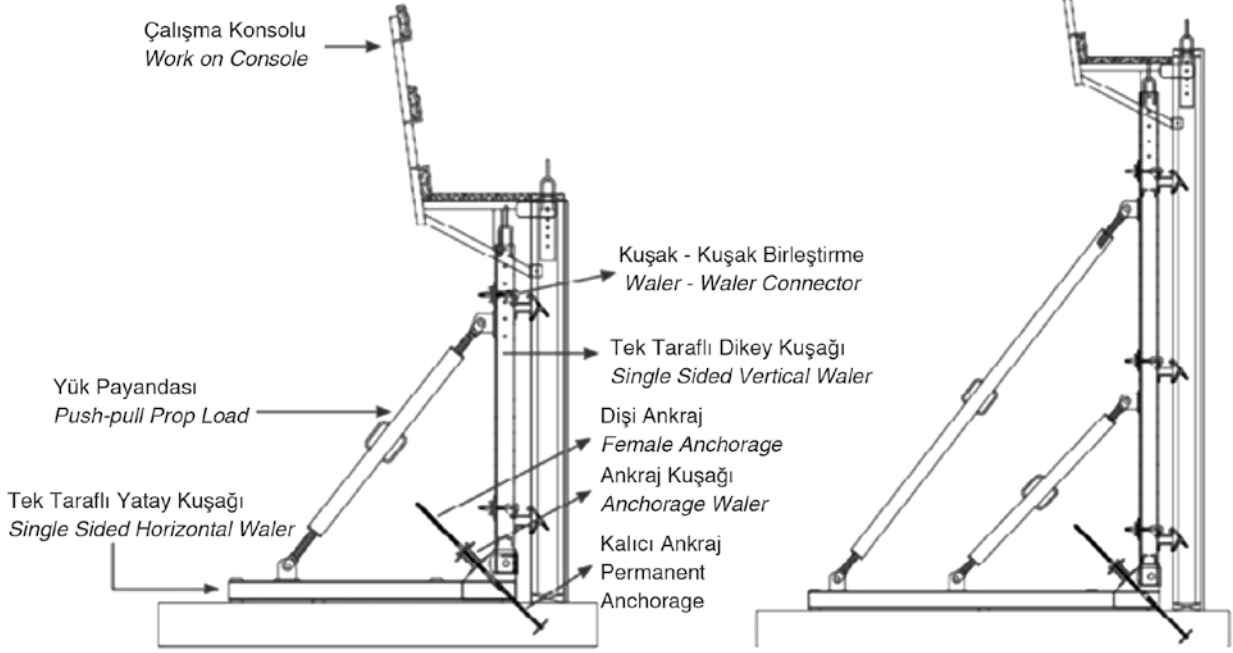 Çalışma Konsolu
Work on Console
Kuşak - Kuşak Birleştirme
Waler - Waler Connector
Tek Taraflı Dikey Kuşağı
Single Sided Vertical Waler
Yük Payandası
Push-pull Prop Load
Dişi Ankraj
Female Anchorage
Ankraj Kuşağı
Anchorage Waler
Tek Taraflı Yatay Kuşağı
Single Sided Horizontal Waler
Kalıcı Ankraj
Permanent
Anchorage